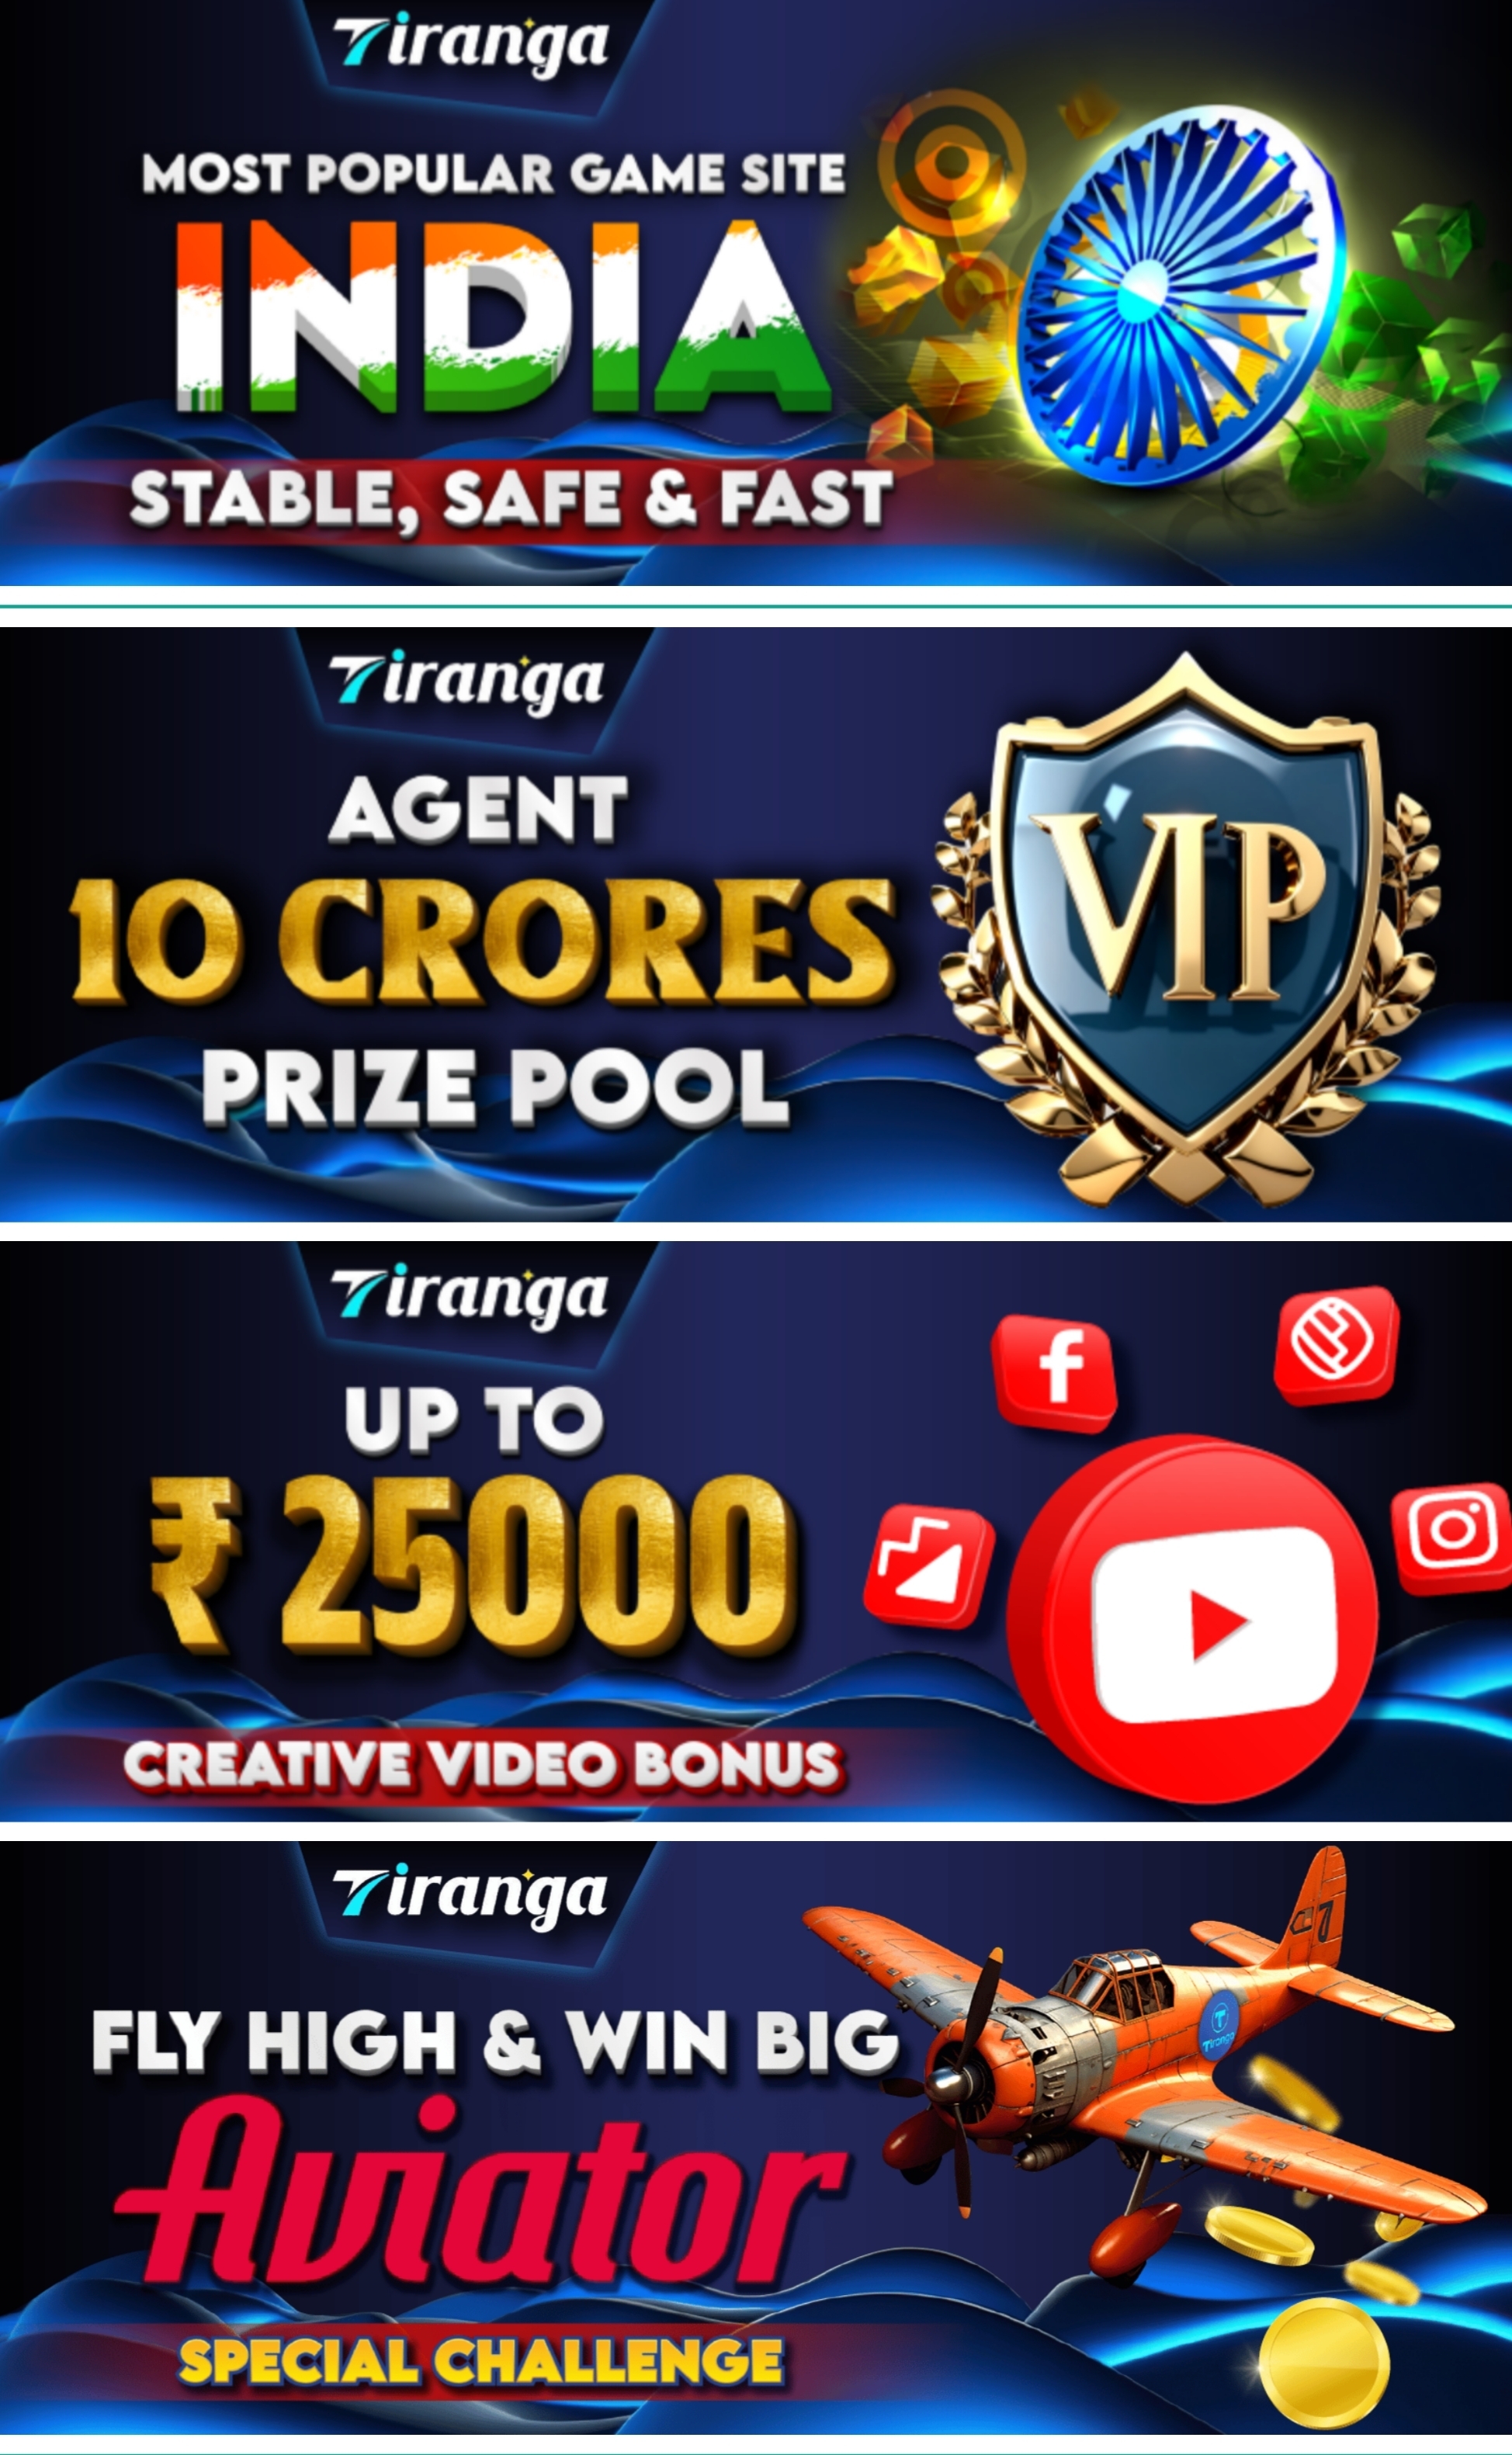 Tiranga
MOST POPULAR GAME SITE
INDIA
STABLE, SAFE & FAST
Tiranga
AGENT
10 CRORES
PRIZE POOL
VIP
Tiranga
UP TO
₹ 25000
CREATIVE VIDEO BONUS
Tiranga
FLY HIGH & WIN BIG
Aviator
SPECIAL CHALLENGE
Tiranga